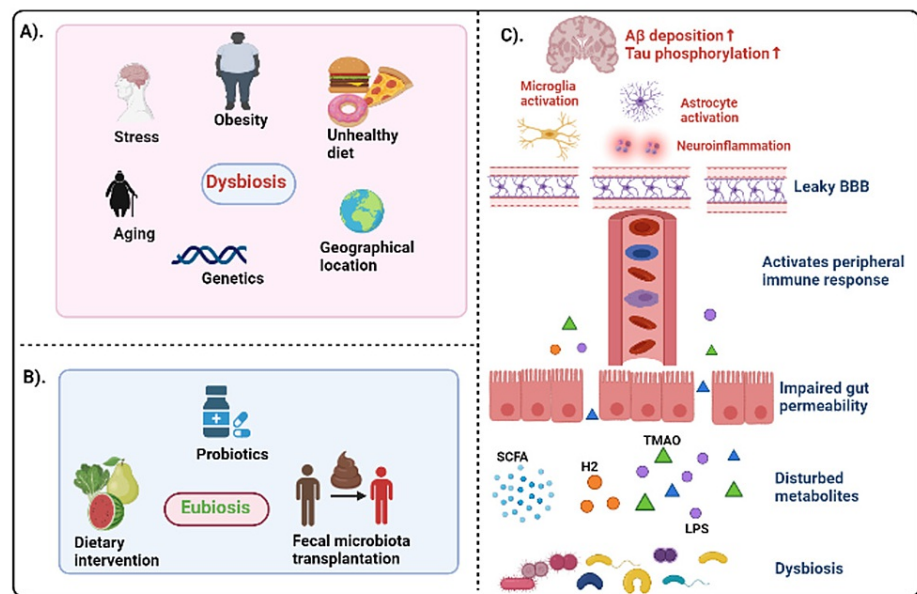 A).
Stress
Obesity
Unhealthy
diet
Dysbiosis
Aging
Genetics
Geographical
location
B).
Probiotics
Eubiosis
Dietary
intervention
Fecal microbiota
transplantation
C).
Aβ deposition↑
Tau phosphorylation↑
Microglia
activation
Astrocyte
activation
Neuroinflammation
Leaky BBB
Activates peripheral
immune response
Impaired gut
permeability
SCFA
H2
TMAO
LPS
Disturbed
metabolites
Dysbiosis